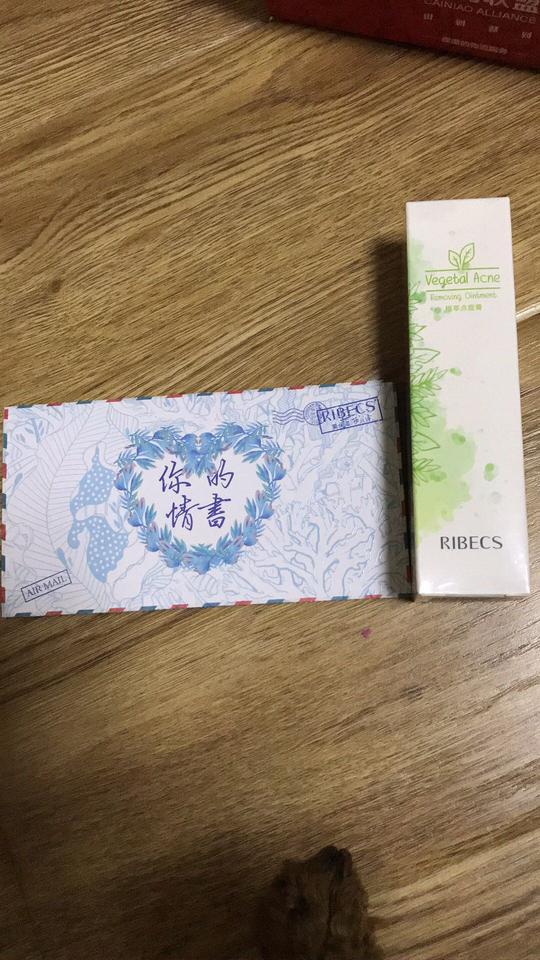 CAINIAO ALLIANCE
Vegetal Acne
Removing Ointment
RIBECS
RIBECS
你的
情書
AIR·MAIL